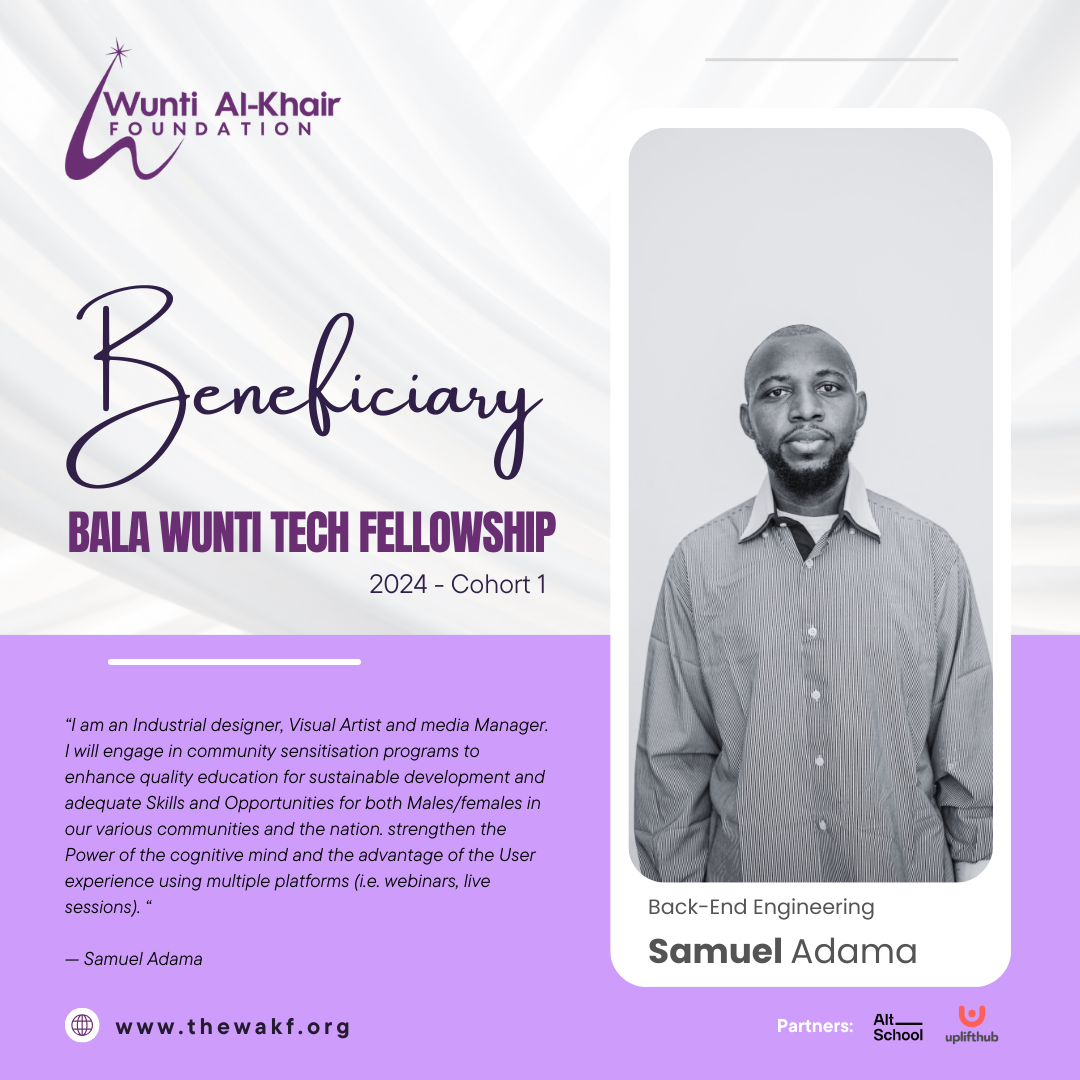 Wunti Al-Khair
FOUNDATION
Beneficiary
BALA WUNTI TECH FELLOWSHIP
2024 - Cohort 1
“I am an Industrial designer, Visual Artist and media Manager.
I will engage in community sensitisation programs to
enhance quality education for sustainable development and
adequate Skills and Opportunities for both Males/females in
our various communities and the nation. strengthen the
Power of the cognitive mind and the advantage of the User
experience using multiple platforms (i.e. webinars, live
sessions). “
— Samuel Adama
www.thewakf.org
Back-End Engineering
Samuel Adama
Partners:
Alt
School
uplifthub